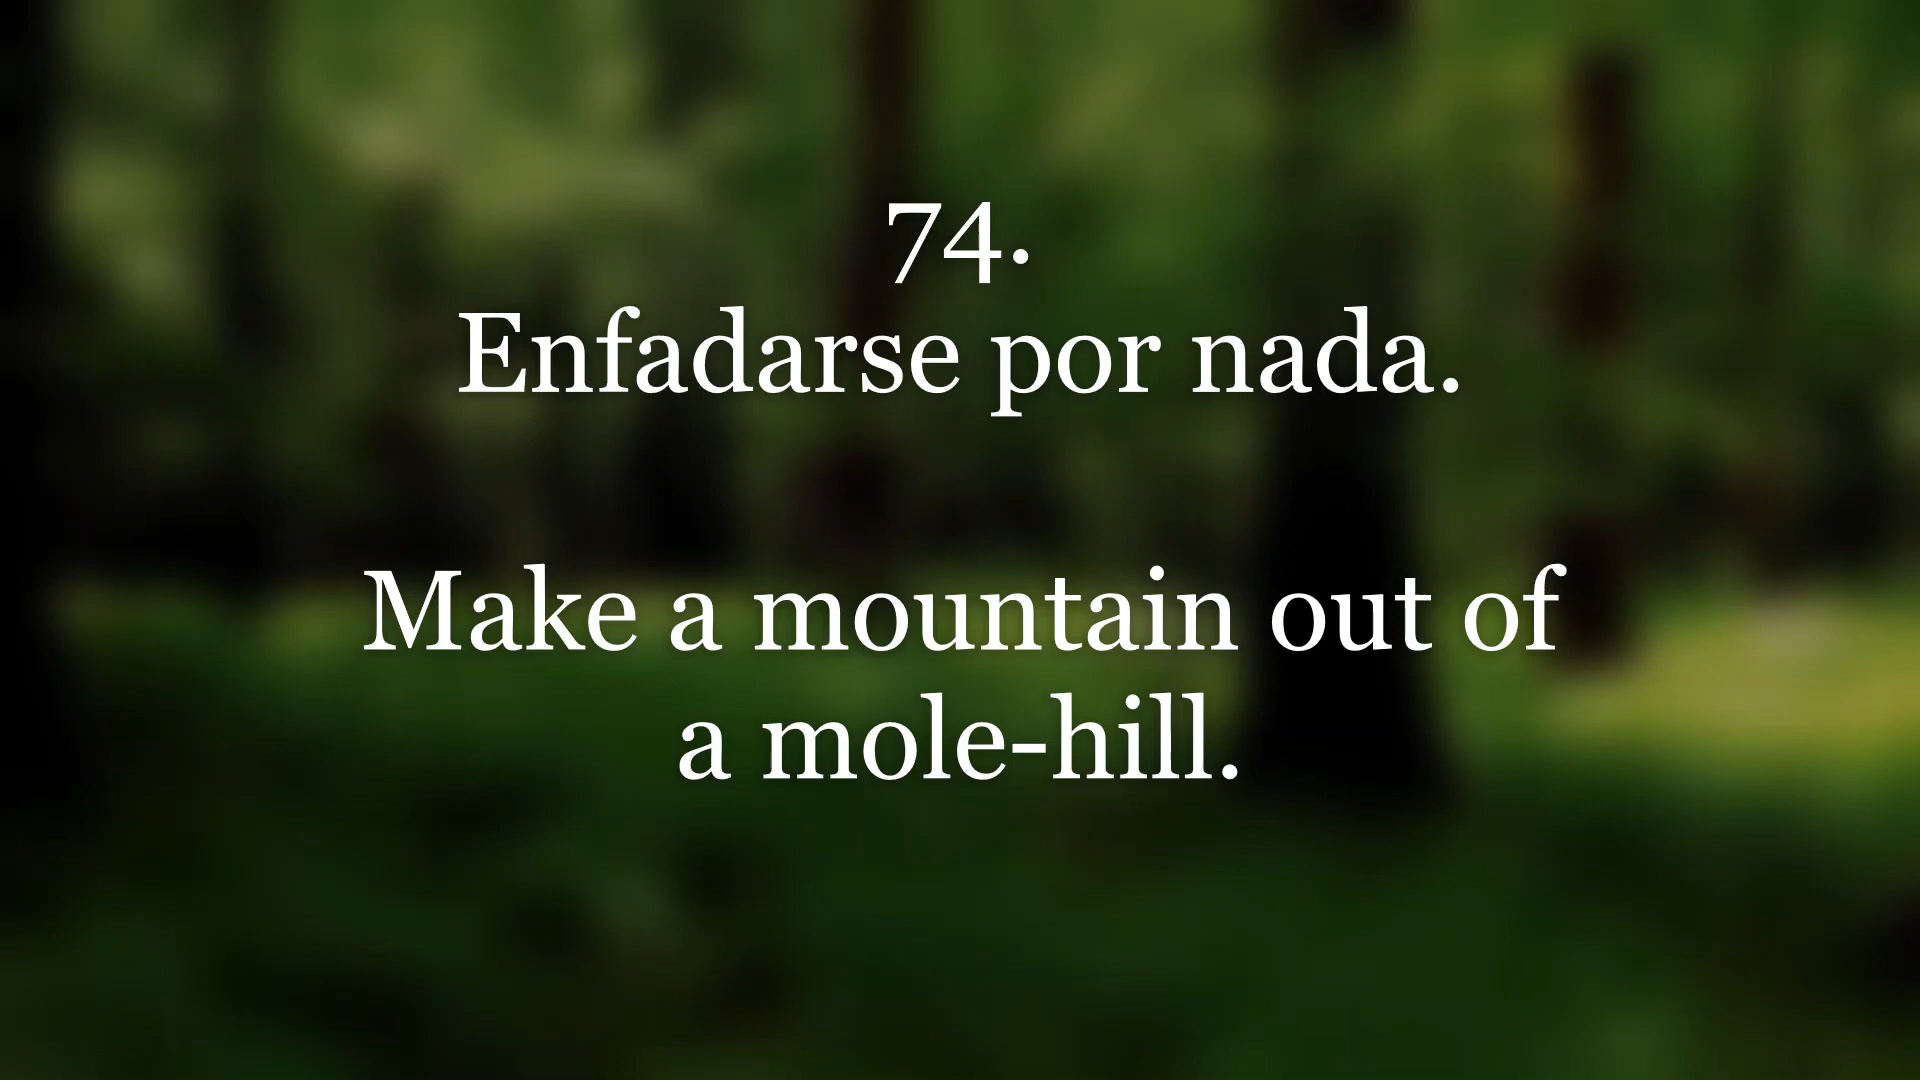 74.
Enfadarse por nada.
Make a mountain out of
a mole-hill.